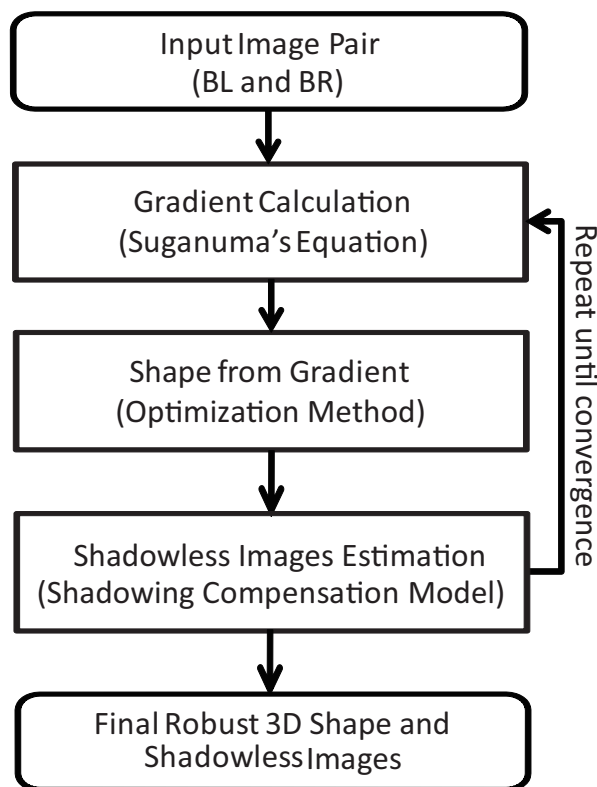 Input Image Pair
(BL and BR)
Gradient Calculation
(Suganuma's Equation)
Shape from Gradient
(Optimization Method)
Shadowless Images Estimation
(Shadowing Compensation Model)
Repeat until convergence
Final Robust 3D Shape and
Shadowless Images